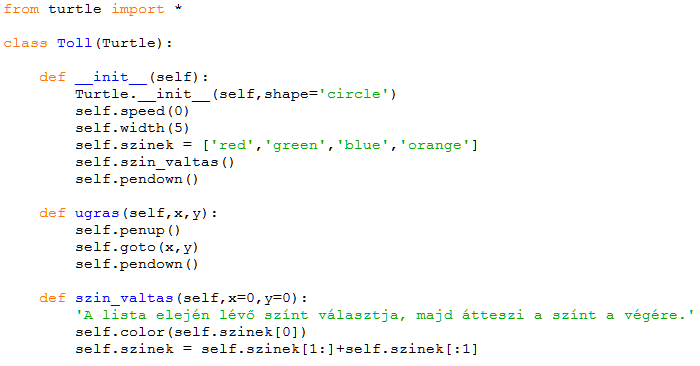 from turtle import *

class Toll(Turtle):

    def __init__(self):
        Turtle.__init__(self,shape='circle')
        self.speed(0)
        self.width(5)
        self.szinek = ['red','green','blue','orange']
        self.szin_valtas()
        self.pendown()

    def ugras(self,x,y):
        self.penup()
        self.goto(x,y)
        self.pendown()

    def szin_valtas(self,x=0,y=0):
        'A lista elején lévő színt választja, majd átteszi a színt a végére.'
        self.color(self.szinek[0])
        self.szinek = self.szinek[1:]+self.szinek[:1]